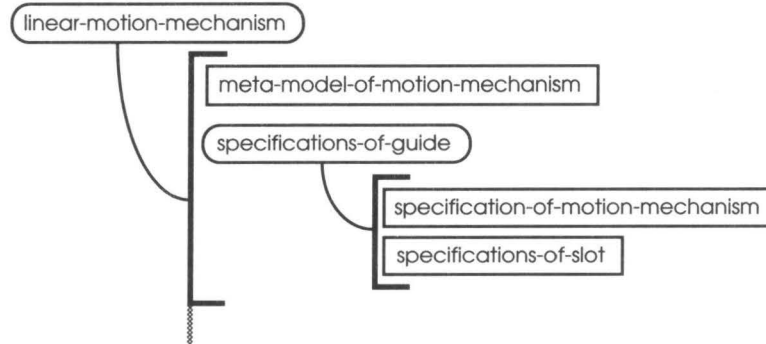 linear-motion-mechanism
meta-model-of-motion-mechanism
specifications-of-guide
specification-of-motion-mechanism
specifications-of-slot